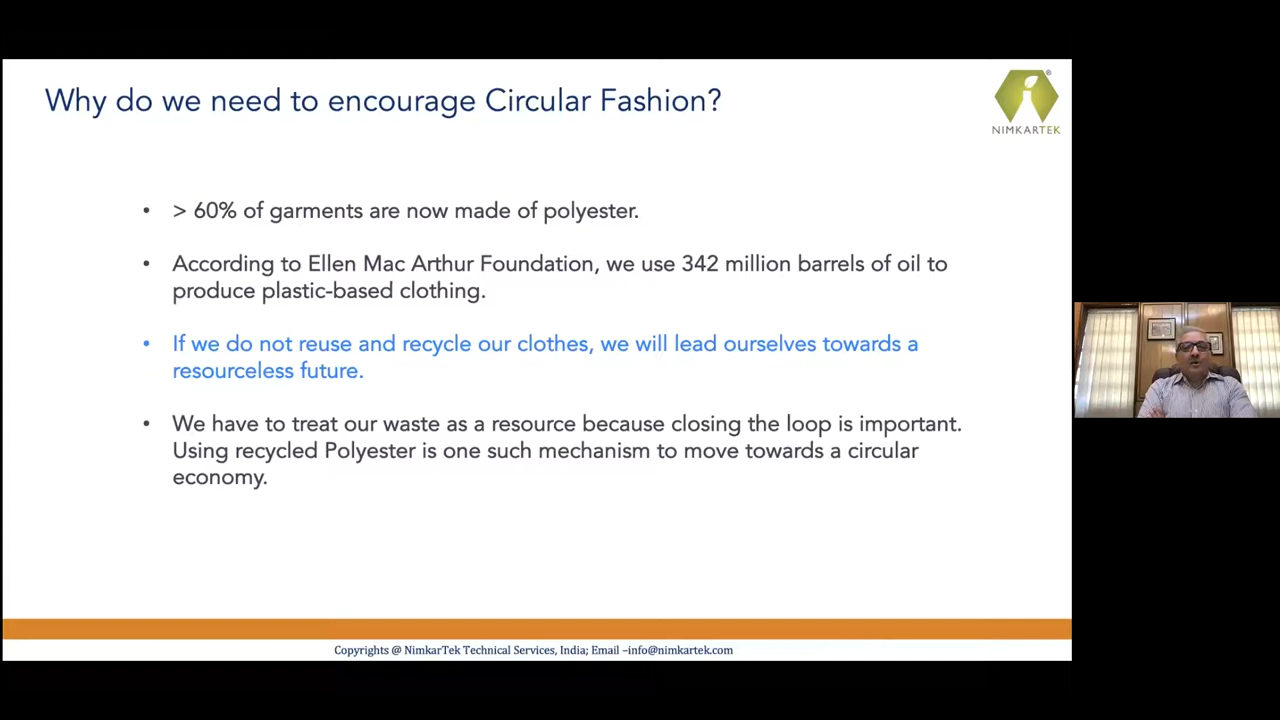 Why do we need to encourage Circular Fashion?
NIMKARTEK
• > 60% of garments are now made of polyester.
• According to Ellen Mac Arthur Foundation, we use 342 million barrels of oil to
produce plastic-based clothing.
• If we do not reuse and recycle our clothes, we will lead ourselves towards a
resourceless future.
• We have to treat our waste as a resource because closing the loop is important.
Using recycled Polyester is one such mechanism to move towards a circular
economy.
Copyrights @ NimkarTek Technical Services, India; Email –info@nimkartek.com